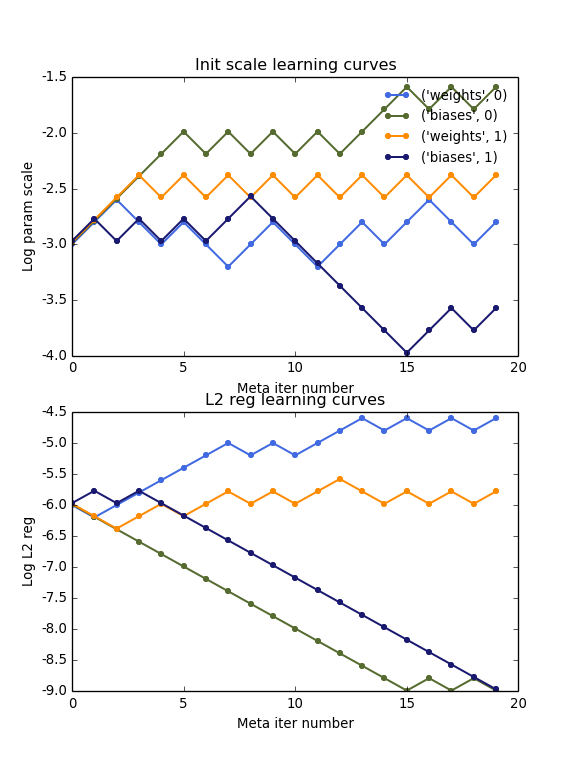 Init scale learning curves
-1.5
-2.0
-2.5
-3.0
-3.5
-4.0
Log param scale
('weights', 0)
('biases', 0)
('weights', 1)
('biases', 1)
0 5 10 15 20
Meta iter number
L2 reg learning curves
-4.5
-5.0
-5.5
-6.0
-6.5
-7.0
-7.5
-8.0
-8.5
-9.0
Log L2 reg
0 5 10 15 20
Meta iter number